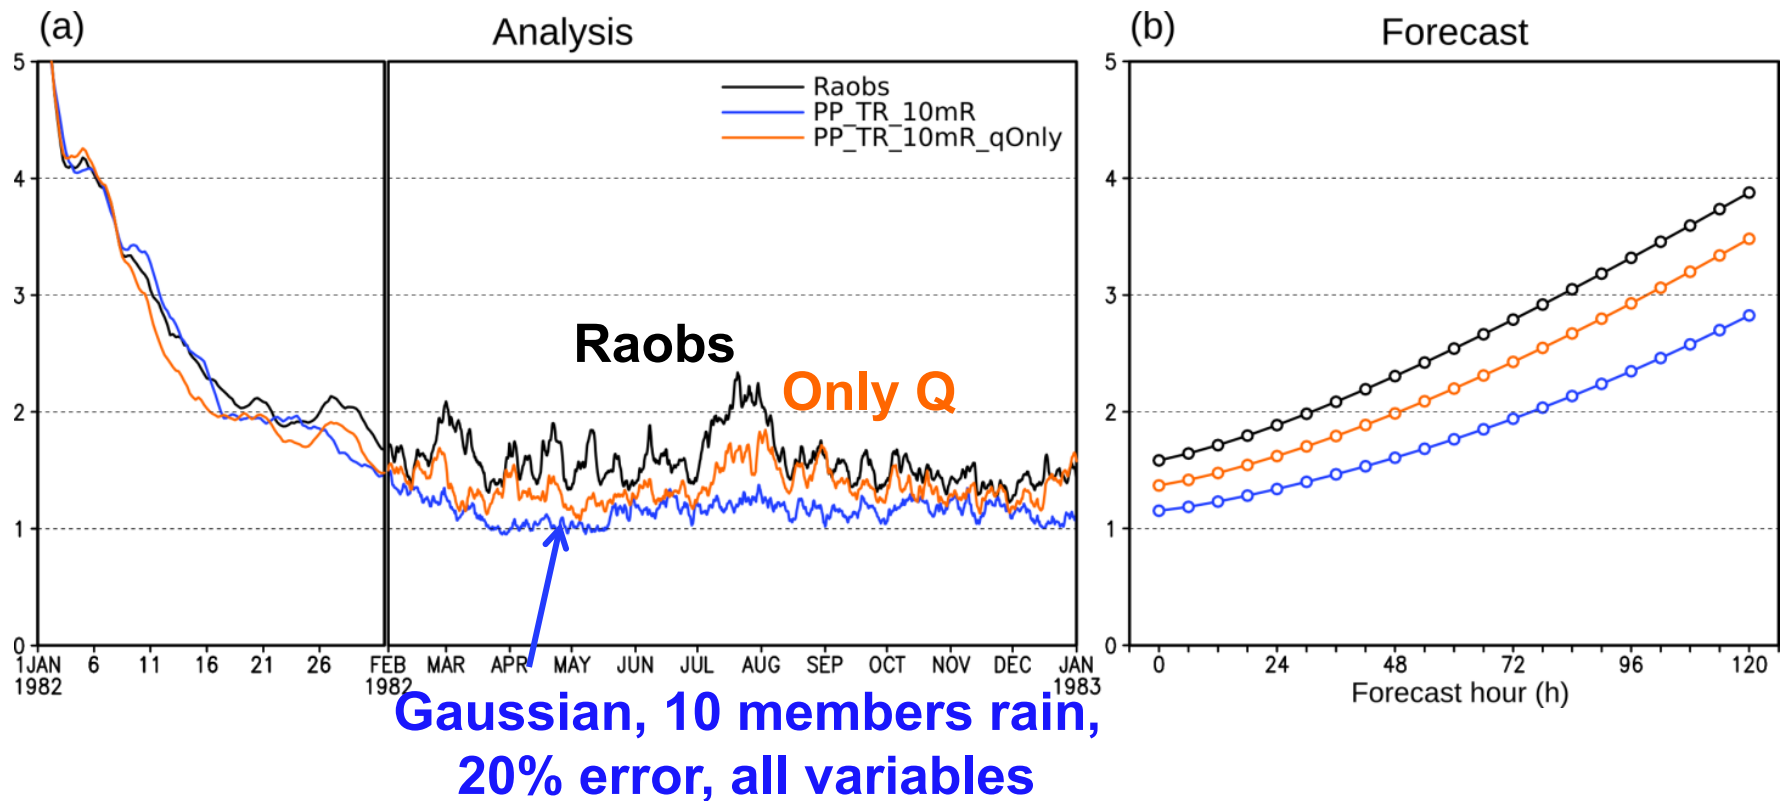 (a)
Analysis
(b)
Forecast
5
4
3
2
1
0
Raobs
PP_TR_10mR
PP_TR_10mR_qOnly
Raobs
Only Q
1JAN 6 11 16 21 26 FEB MAR APR MAY JUN JUL AUG SEP OCT NOV DEC JAN
1982 1982 1983
Gaussian, 10 members rain,
20% error, all variables
5
4
3
2
1
0
0 24 48 72 96 120
Forecast hour (h)